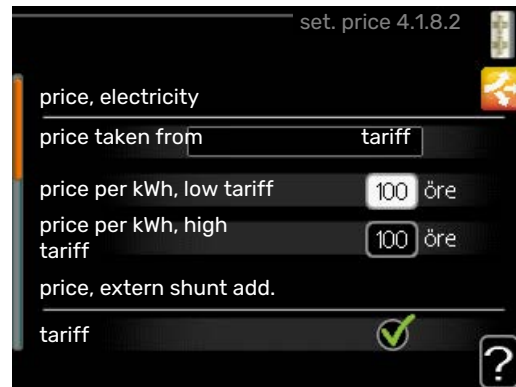 set. price 4.1.8.2
price, electricity
price taken from tariff
price per kWh, low tariff 100 öre
price per kWh, high
tariff 100 öre
price, extern shunt add.
tariff
?